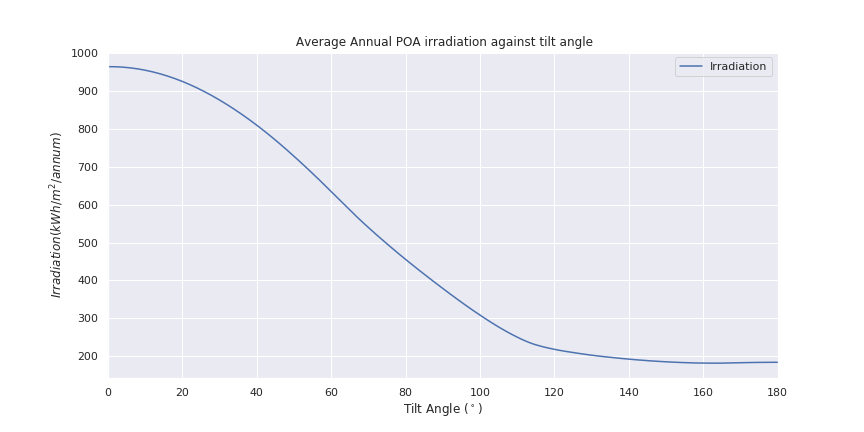 Average Annual POA irradiation against tilt angle
Irradiation
Irradiation(kWh/m²/annum)
1000
900
800
700
600
500
400
300
200
0 20 40 60 80 100 120 140 160 180
Tilt Angle (°)